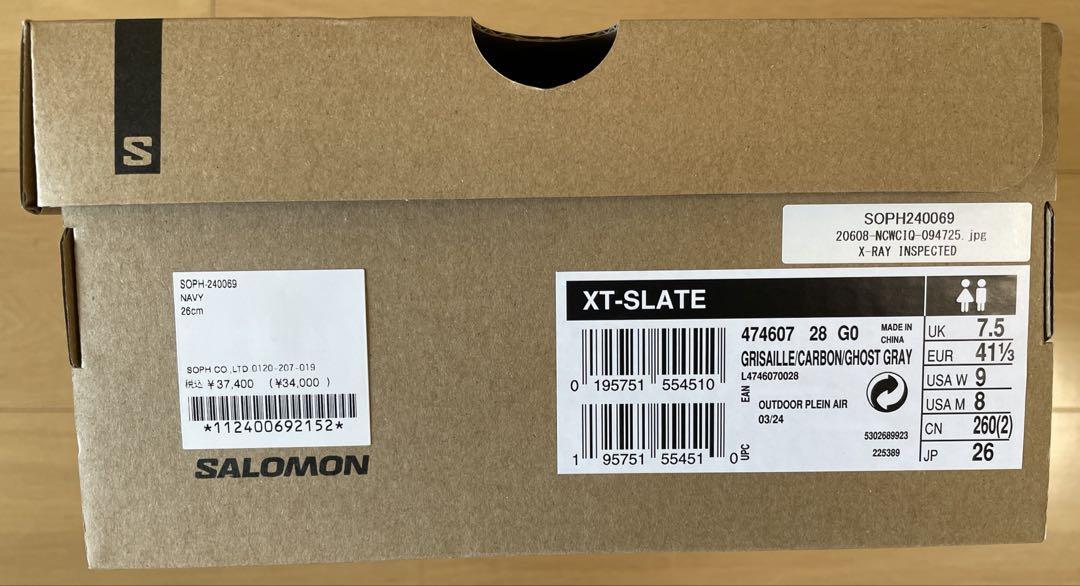 S
SOPH240069
20608-NCWCIQ-094725.jpg
X-RAY INSPECTED
SOPH-240069
NAVY
26cm
SOPH CO.,LTD 0120-207-019
税込 ¥37,400 (¥34,000 )
*112400692152*
SALOMON
XT-SLATE
0 195751 554510
474607 28 G0
MADE IN
CHINA
GRISAILLE/CARBON/GHOST GRAY
L4746070028
EAN
OUTDOOR PLEIN AIR
03/24
1 95751 55451 0
UPC
5302689923
225389
UK 7.5
EUR 41⅓
USA W 9
USA M 8
CN 260(2)
JP 26